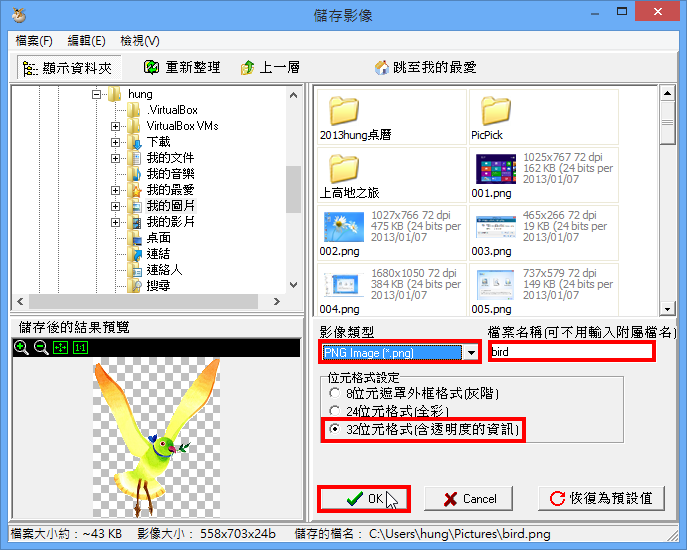 儲存影像
檔案(F) 編輯(E) 檢視(V)
顯示資料夾 重新整理 上一層 跳至我的最愛
hung
.VirtualBox
VirtualBox VMs
下載
我的文件
我的音樂
我的最愛
我的圖片
我的影片
桌面
連結
連絡人
搜尋
2013hung桌曆
PicPick
上高地之旅
1025x767 72 dpi
162 KB (24 bits per
2013/01/07
001.png
1027x766 72 dpi
475 KB (24 bits per
2013/01/07
002.png
465x266 72 dpi
19 KB (24 bits per
2013/01/07
003.png
1680x1050 72 dpi
384 KB (24 bits per
2013/01/07
004.png
737x579 72 dpi
149 KB (24 bits per
2013/01/07
005.png
儲存後的結果預覽
1:1
影像類型
PNG Image (*.png)
檔案名稱(可不用輸入附屬檔名)
bird
位元格式設定
8位元遮罩外框格式(灰階)
24位元格式(全彩)
32位元格式(含透明度的資訊)
OK Cancel 恢復為預設值
檔案大小約：~43 KB 影像大小： 558x703x24b 儲存的檔名： C:\Users\hung\Pictures\bird.png